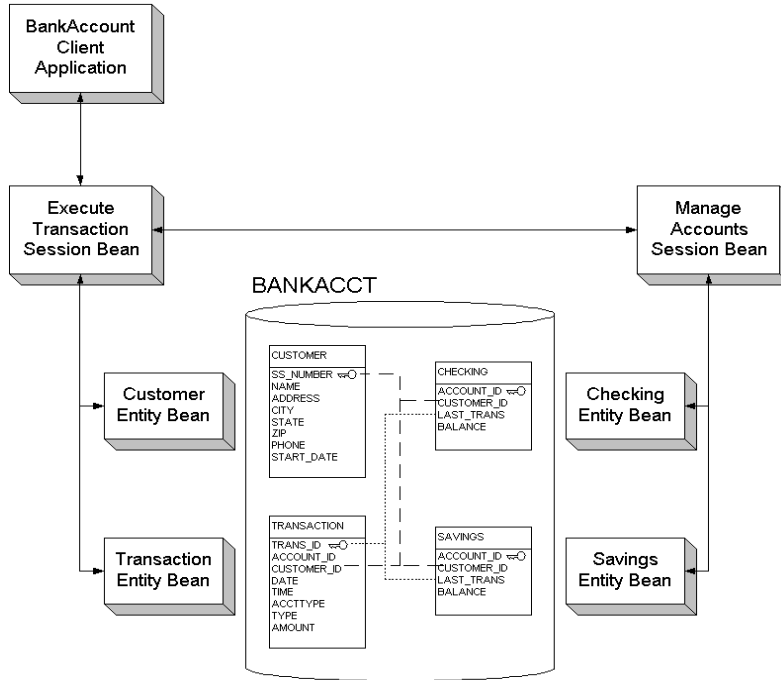 BankAccount
Client
Application
Execute
Transaction
Session Bean
Manage
Accounts
Session Bean
BANKACCT
Customer
Entity Bean
CUSTOMER
SS_NUMBER
NAME
ADDRESS
CITY
STATE
ZIP
PHONE
START_DATE
CHECKING
ACCOUNT_ID
CUSTOMER_ID
LAST_TRANS
BALANCE
Checking
Entity Bean
Transaction
Entity Bean
TRANSACTION
TRANS_ID
ACCOUNT_ID
CUSTOMER_ID
DATE
TIME
ACCTTYPE
TYPE
AMOUNT
SAVINGS
ACCOUNT_ID
CUSTOMER_ID
LAST_TRANS
BALANCE
Savings
Entity Bean